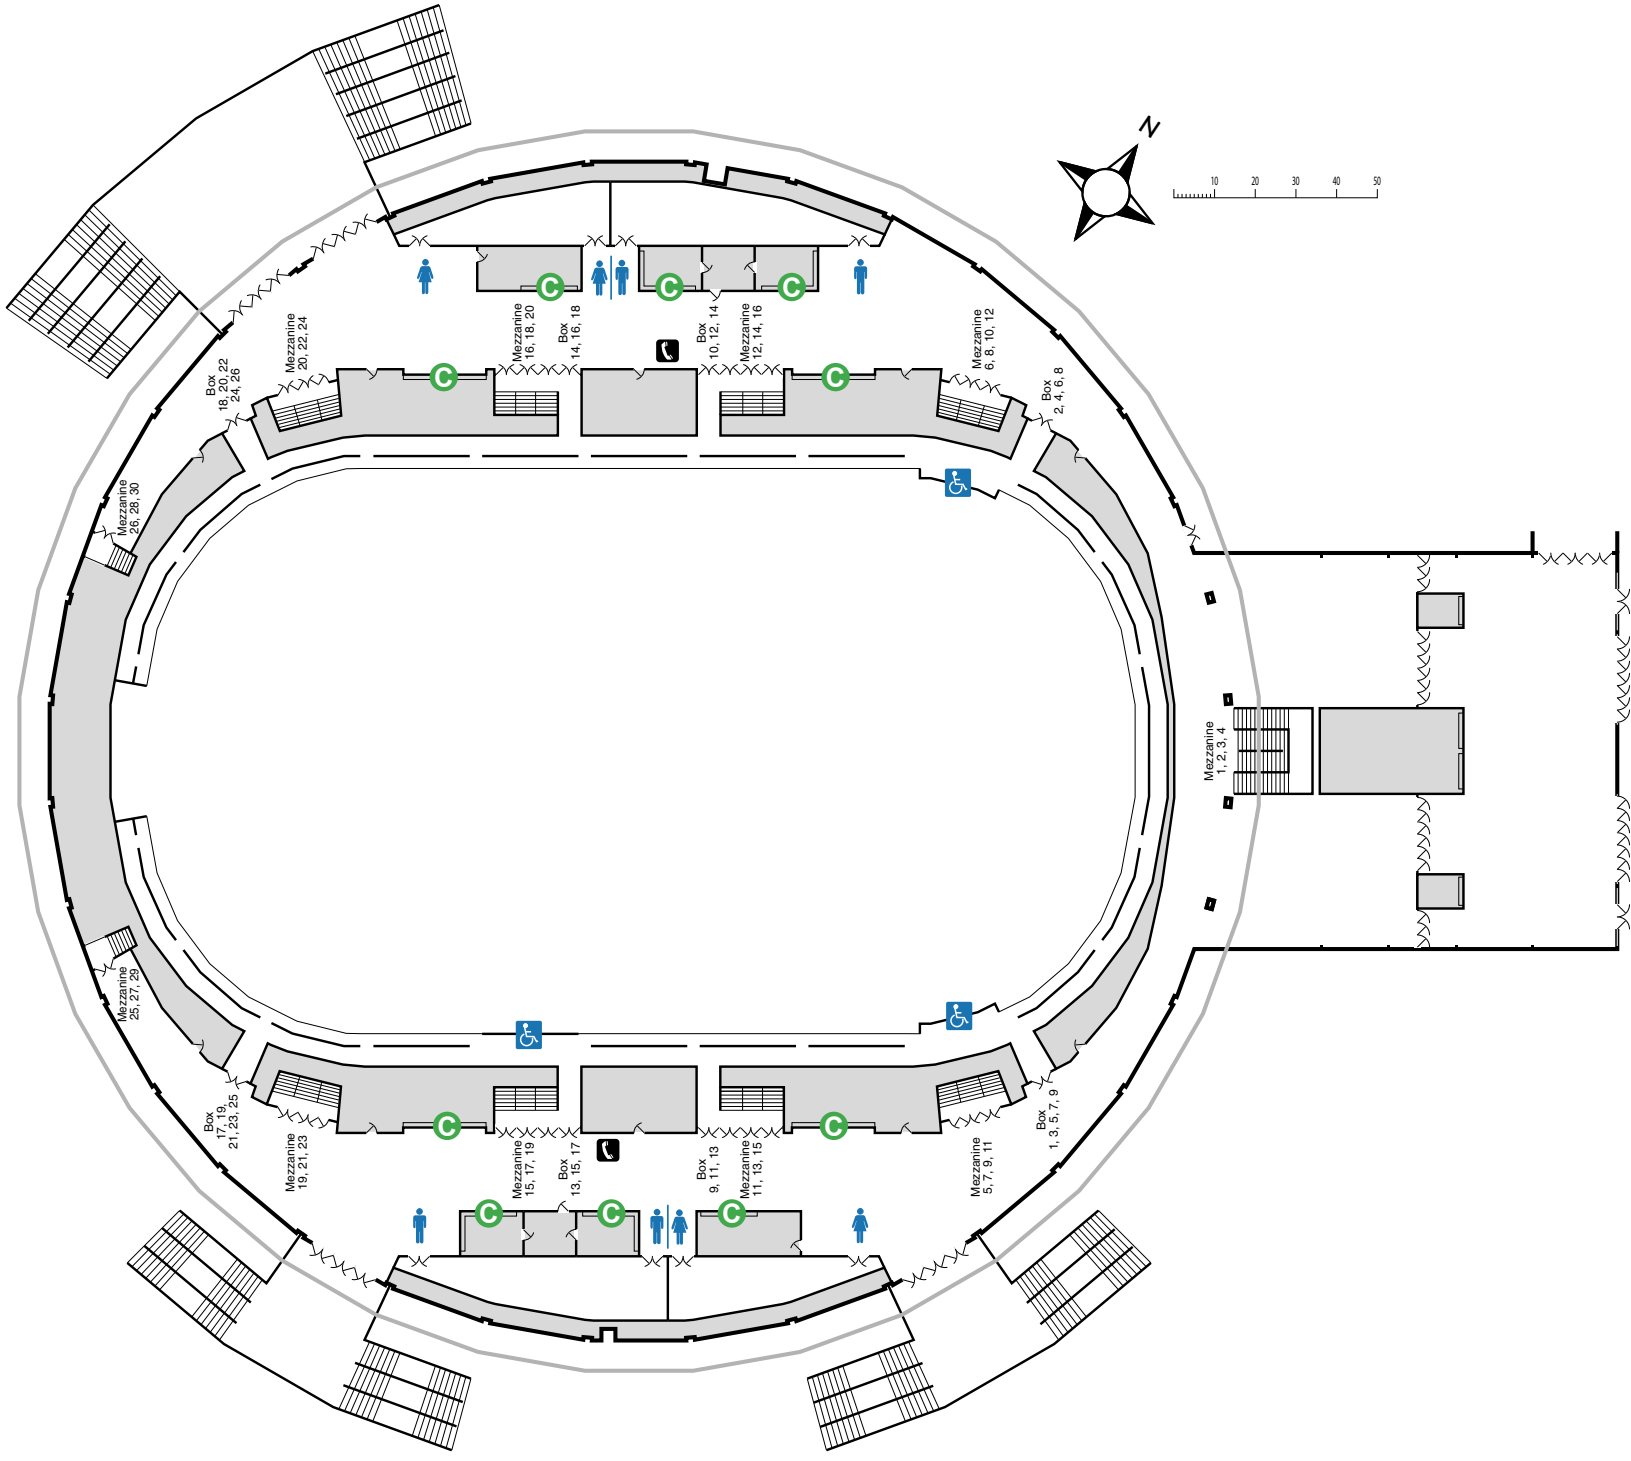 N
10 20 30 40 50
C
C
C
Mezzanine
20, 22, 24
Mezzanine
16, 18, 20
Box
14, 16, 18
Box
10, 12, 14
Mezzanine
12, 14, 16
Mezzanine
6, 8, 10, 12
Box
18, 20, 22
24, 26
C
C
Box
2, 4, 6, 8
Mezzanine
26, 28, 30
Mezzanine
1, 2, 3, 4
Mezzanine
25, 27, 29
Box
17, 19,
21, 23, 25
C
C
Box
1, 3, 5, 7, 9
Mezzanine
19, 21, 23
Mezzanine
15, 17, 19
Box
13, 15, 17
Box
9, 11, 13
Mezzanine
11, 13, 15
Mezzanine
5, 7, 9, 11
C
C
C